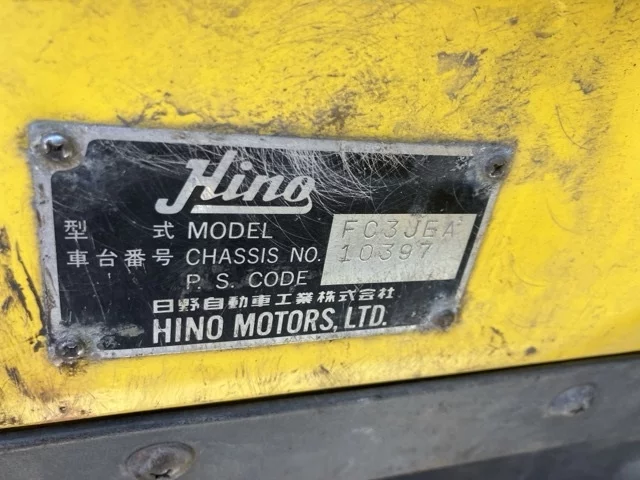 Hino
型 式 MODEL FC3JEA
車台番号 CHASSIS NO. 10397
P. S. CODE
日野自動車工業株式会社
HINO MOTORS, LTD.